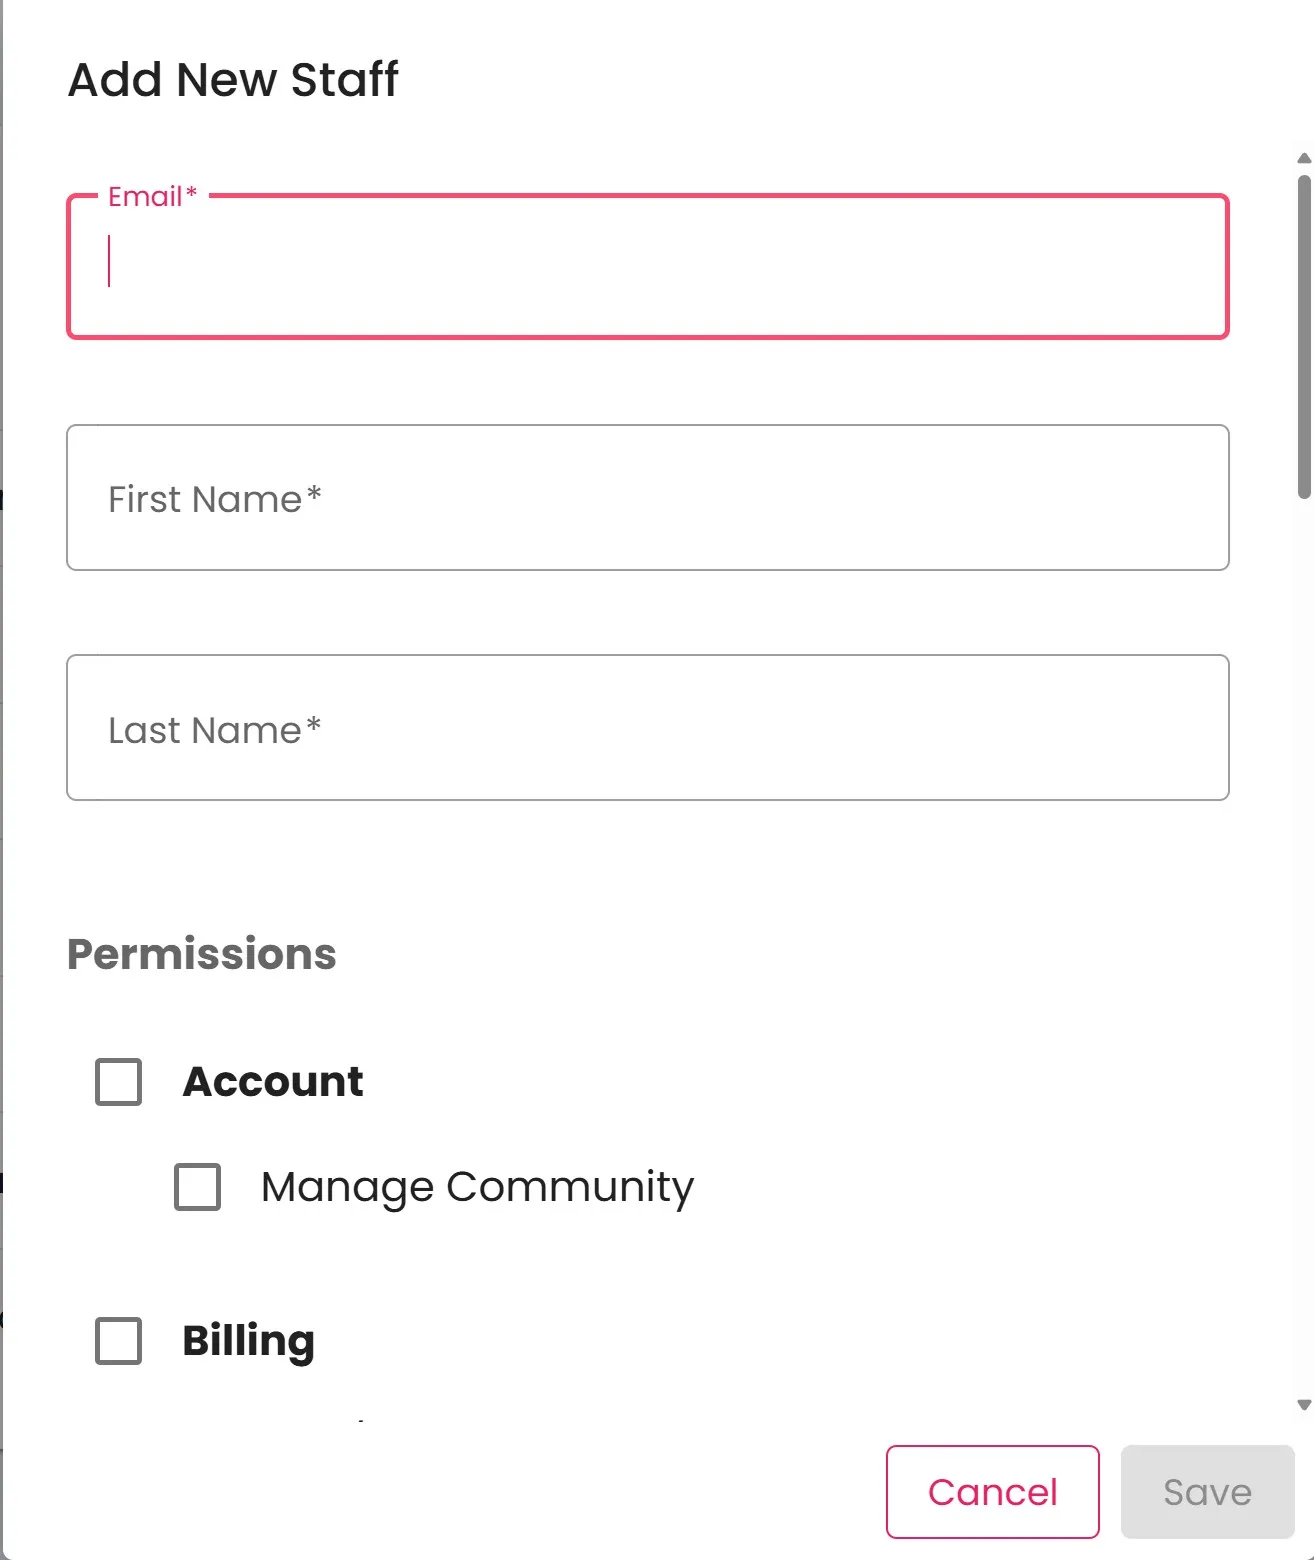 Add New Staff
Email*
First Name*
Last Name*
Permissions
Account
Manage Community
Billing
Cancel
Save